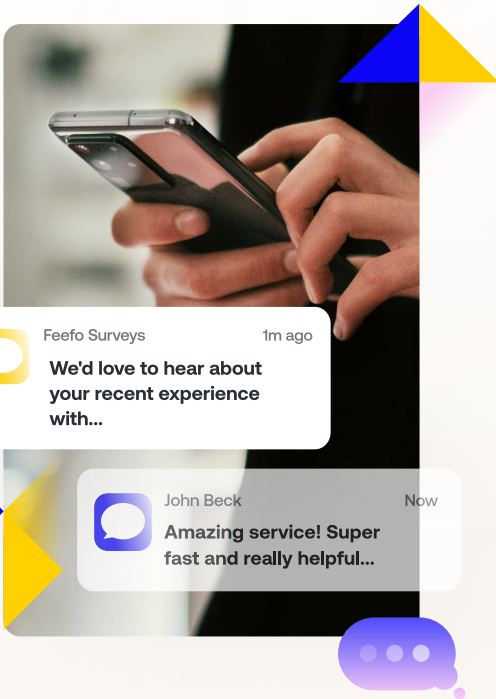 Feefo Surveys 1m ago
We'd love to hear about
your recent experience
with...
John Beck Now
Amazing service! Super
fast and really helpful...